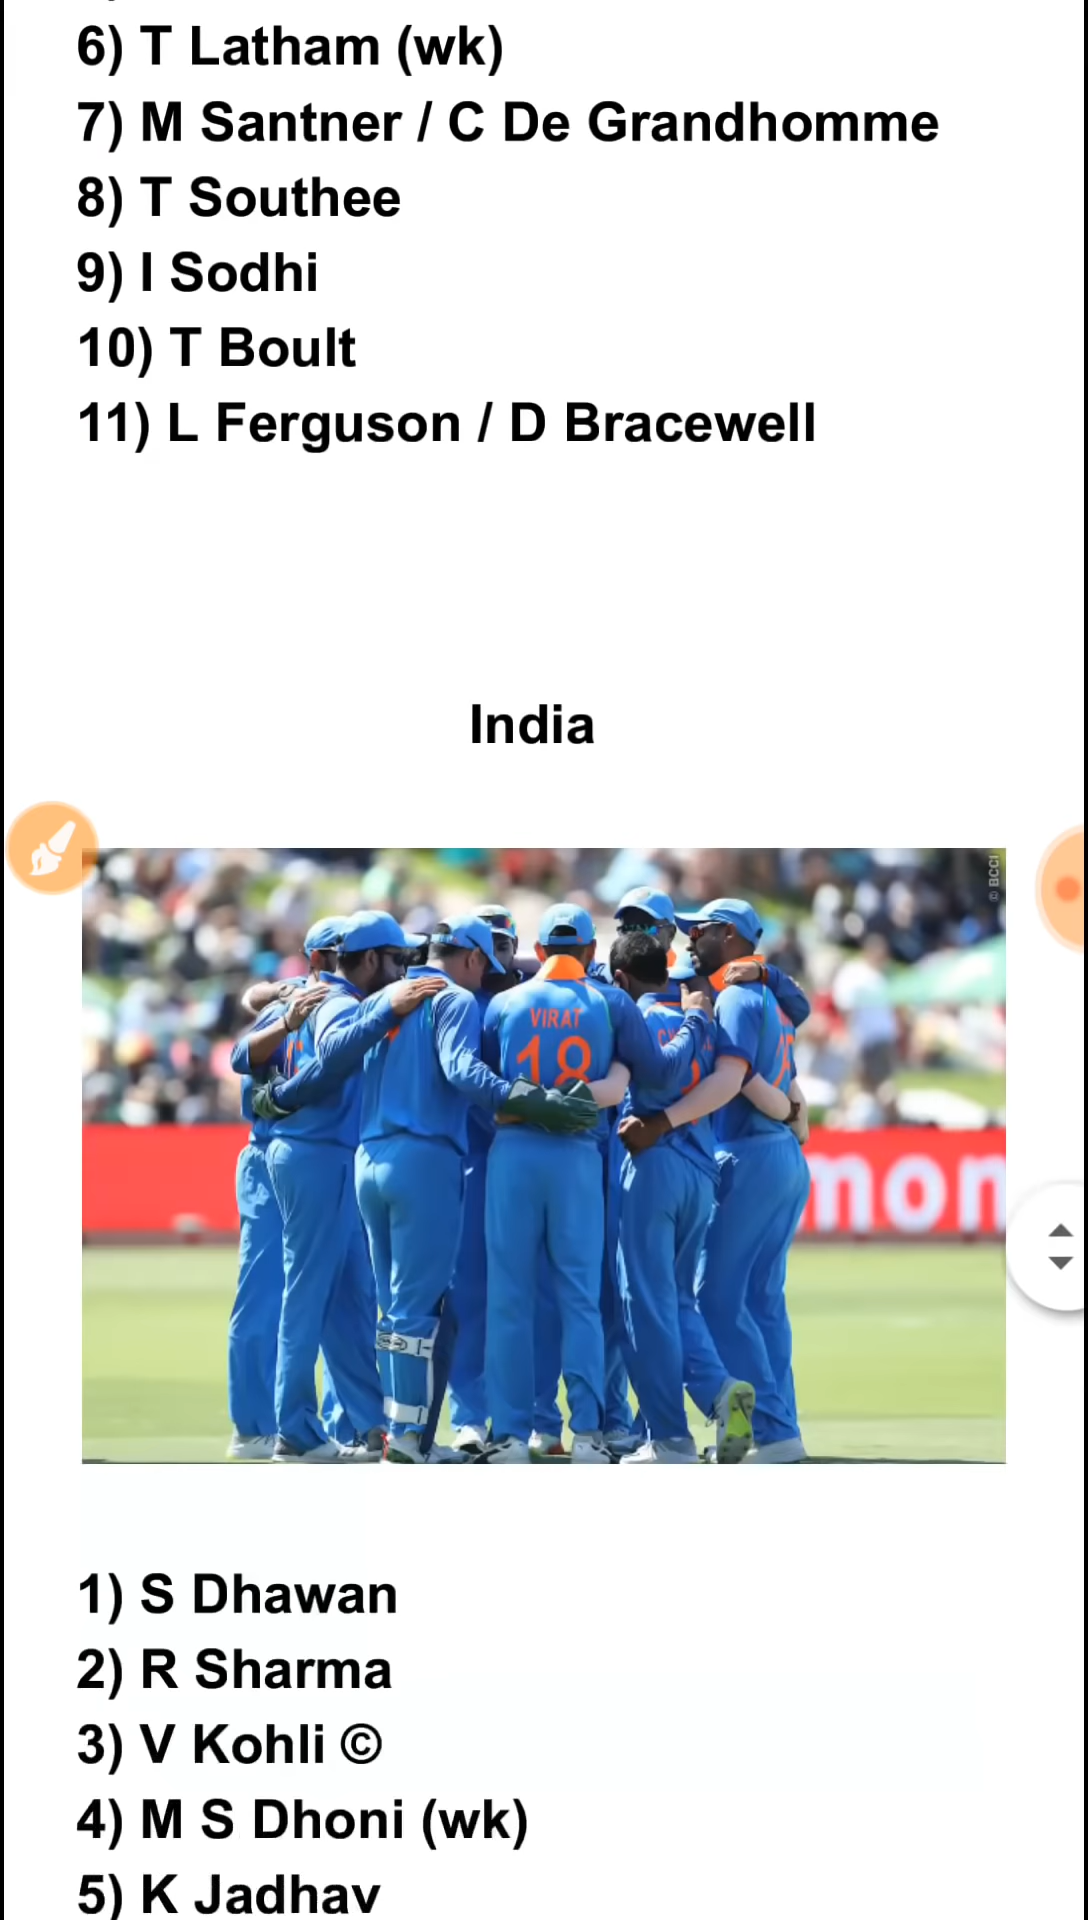 6) T Latham (wk)
7) M Santner / C De Grandhomme
8) T Southee
9) I Sodhi
10) T Boult
11) L Ferguson / D Bracewell
India
© BCCI
VIRAT
18
mon
1) S Dhawan
2) R Sharma
3) V Kohli ©
4) M S Dhoni (wk)
5) K Jadhav